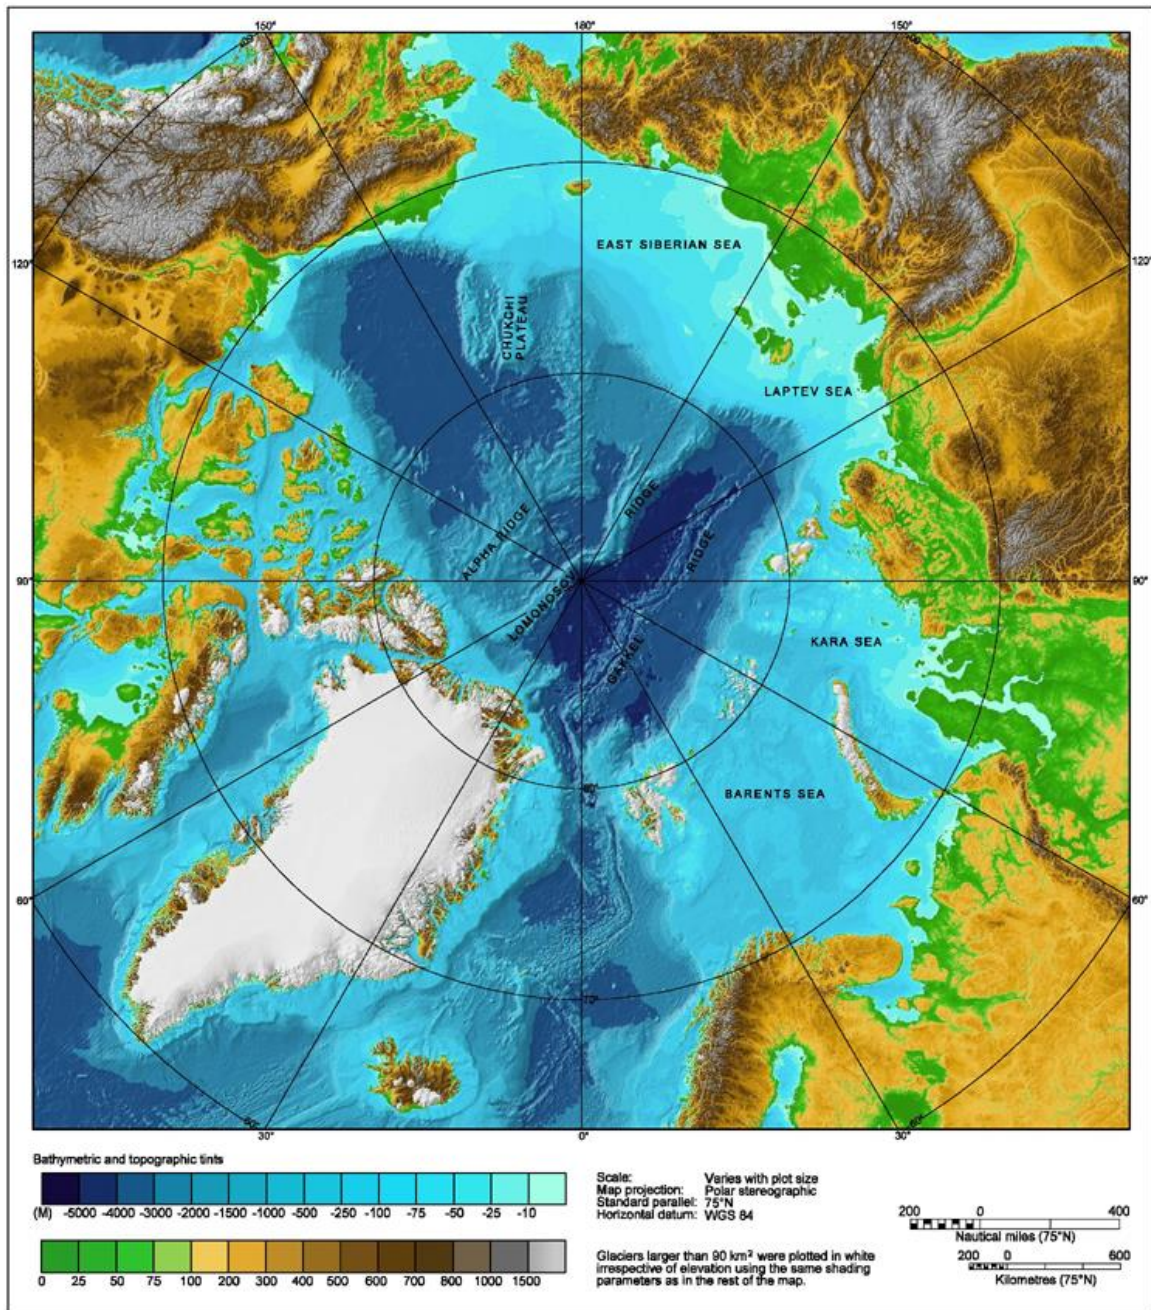 150°
180°
150°
120°
120°
EAST SIBERIAN SEA
CHUKCHI
PLATEAU
LAPTEV SEA
RIDGE
ALPHA RIDGE
RIDGE
90°
90°
LOMONOSOV
KARA SEA
GAKKEL
BARENTS SEA
60°
60°
70°
30°
0°
30°
Bathymetric and topographic tints
(M) -5000 -4000 -3000 -2000 -1500 -1000 -500 -250 -100 -75 -50 -25 -10
0 25 50 75 100 200 300 400 500 600 700 800 1000 1500
Scale: Varies with plot size
Map projection: Polar stereographic
Standard parallel: 75°N
Horizontal datum: WGS 84
Glaciers larger than 90 km² were plotted in white
irrespective of elevation using the same shading
parameters as in the rest of the map.
200 0 400
Nautical miles (75°N)
200 0 600
Kilometres (75°N)